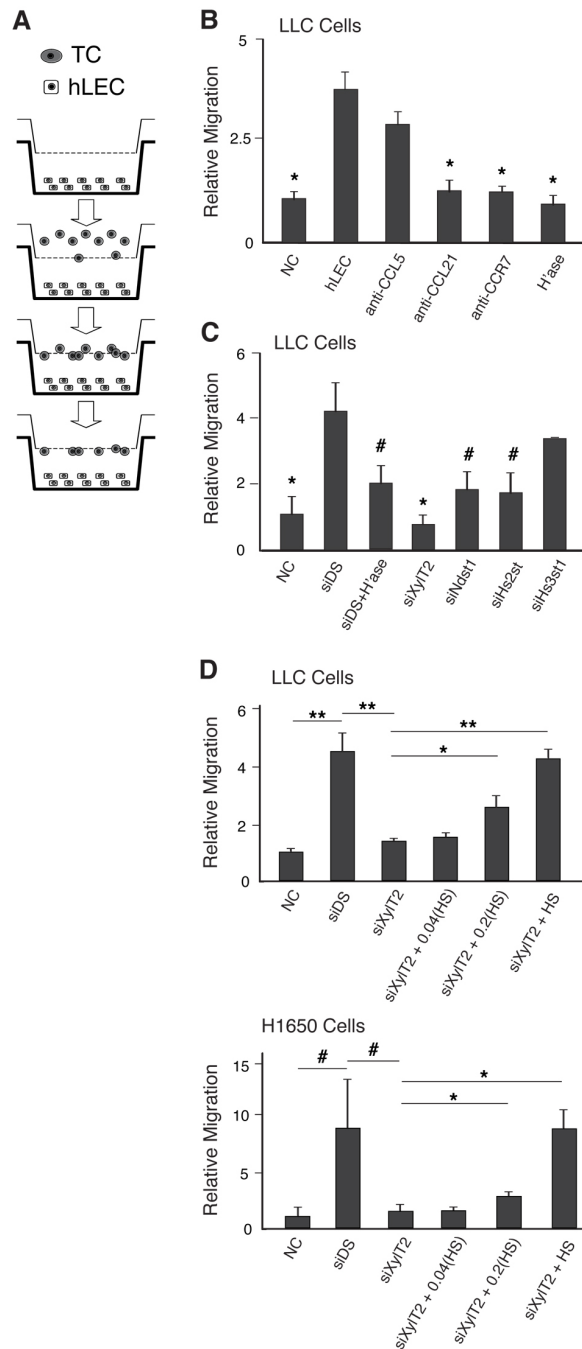 A
TC
hLEC
B
LLC Cells
Relative Migration
5
2.5
0
*
*
*
*
NC
hLEC
anti-CCL5
anti-CCL21
anti-CCR7
H'ase
C
LLC Cells
Relative Migration
6
4
2
0
*
#
*
#
#
NC
siDS
siDS+H'ase
siXylT2
siNdst1
siHs2st
siHs3st1
D
LLC Cells
Relative Migration
6
4
2
0
**
**
**
*
NC
siDS
siXylT2
siXylT2 + 0.04(HS)
siXylT2 + 0.2(HS)
siXylT2 + HS
H1650 Cells
Relative Migration
15
10
5
0
#
#
*
*
NC
siDS
siXylT2
siXylT2 + 0.04(HS)
siXylT2 + 0.2(HS)
siXylT2 + HS